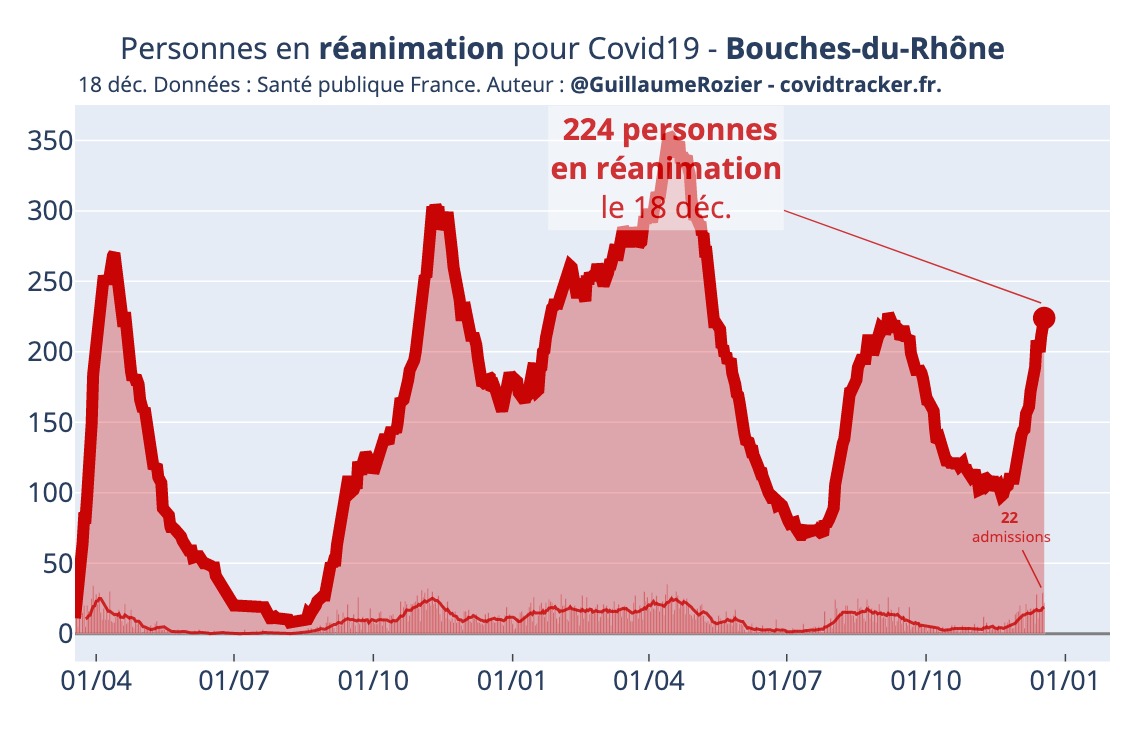 Personnes en réanimation pour Covid19 - Bouches-du-Rhône
18 déc. Données : Santé publique France. Auteur : @GuillaumeRozier - covidtracker.fr.
224 personnes
en réanimation
le 18 déc.
350
300
250
200
150
100
50
0
22
admissions
01/04
01/07
01/10
01/01
01/04
01/07
01/10
01/01